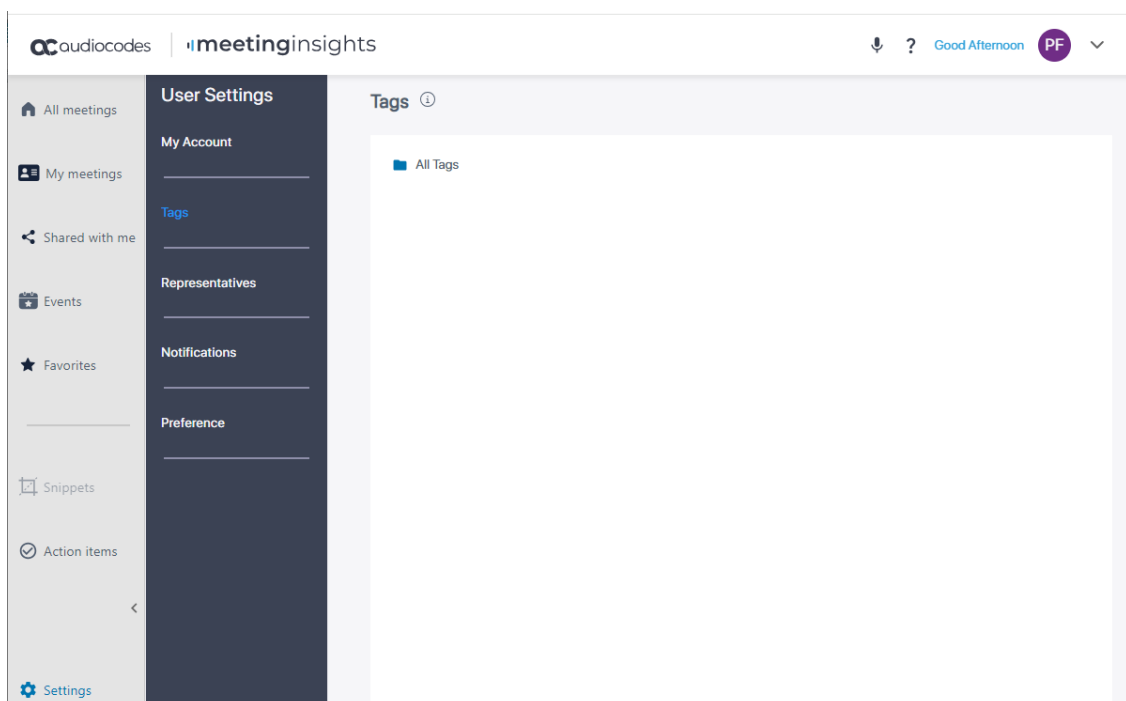 audiocodes meetinginsights
? Good Afternoon PF
All meetings
My meetings
Shared with me
Events
Favorites
Snippets
Action items
Settings
User Settings
My Account
Tags
Representatives
Notifications
Preference
Tags
All Tags